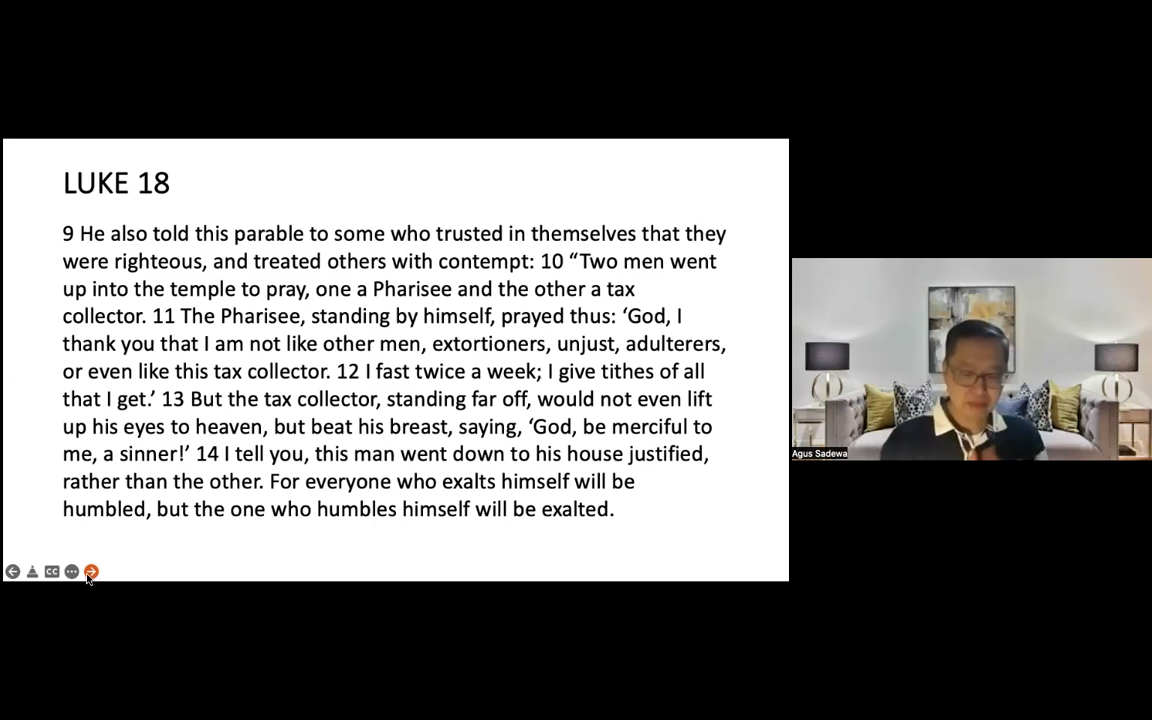 LUKE 18
9 He also told this parable to some who trusted in themselves that they
were righteous, and treated others with contempt: 10 “Two men went
up into the temple to pray, one a Pharisee and the other a tax
collector. 11 The Pharisee, standing by himself, prayed thus: ‘God, I
thank you that I am not like other men, extortioners, unjust, adulterers,
or even like this tax collector. 12 I fast twice a week; I give tithes of all
that I get.’ 13 But the tax collector, standing far off, would not even lift
up his eyes to heaven, but beat his breast, saying, ‘God, be merciful to
me, a sinner!’ 14 I tell you, this man went down to his house justified,
rather than the other. For everyone who exalts himself will be
humbled, but the one who humbles himself will be exalted.
CC
Agus Sadewa